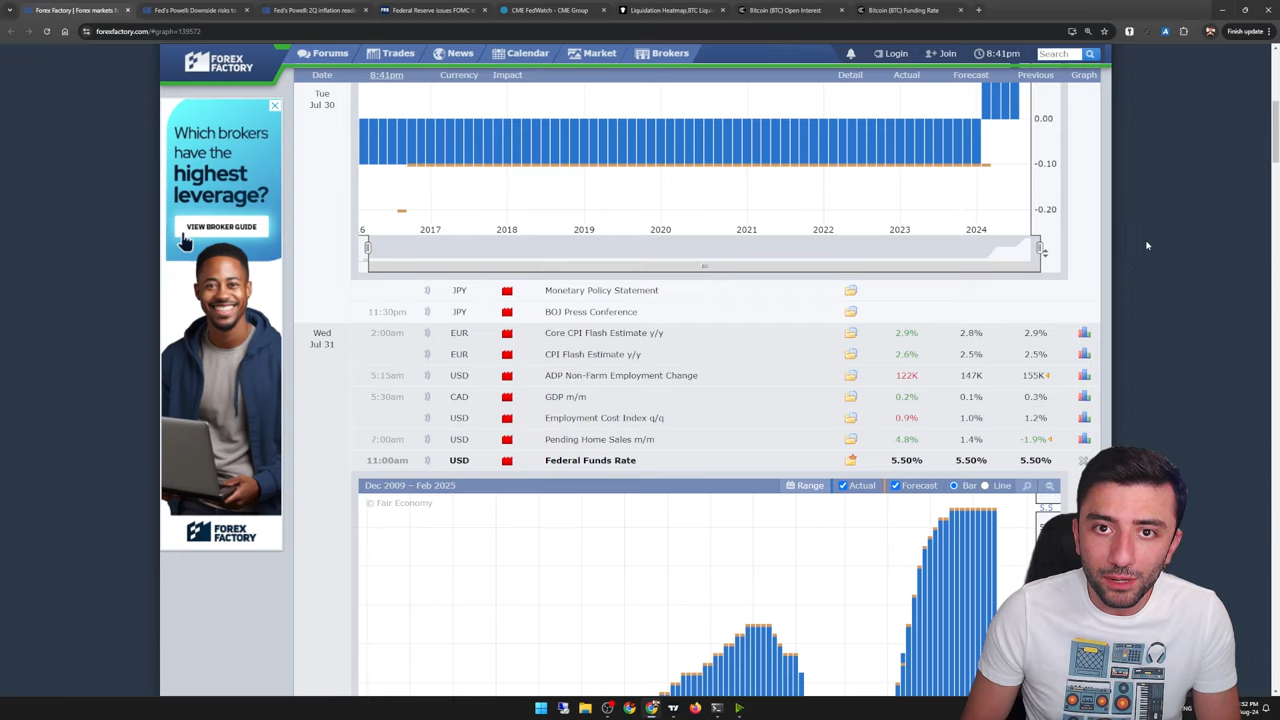 Forex Factory | Forex markets f
Fed's Powell: Downside risks to
Fed's Powell: 2Q inflation readi
Federal Reserve issues FOMC s
CME FedWatch - CME Group
Liquidation Heatmap,BTC Lique
Bitcoin (BTC) Open Interest
Bitcoin (BTC) Funding Rate
forexfactory.com/#graph=139572
Finish update
FOREX
FACTORY
Forums
Trades
News
Calendar
Market
Brokers
Login
Join
8:41pm
Search
Date 8:41pm Currency Impact Detail Actual Forecast Previous Graph
Tue
Jul 30
0.00
-0.10
-0.20
6 2017 2018 2019 2020 2021 2022 2023 2024
Which brokers
have the
highest
leverage?
VIEW BROKER GUIDE
FOREX
FACTORY
JPY Monetary Policy Statement
11:30pm JPY BOJ Press Conference
Wed
Jul 31
2:00am EUR Core CPI Flash Estimate y/y 2.9% 2.8% 2.9%
EUR CPI Flash Estimate y/y 2.6% 2.5% 2.5%
5:15am USD ADP Non-Farm Employment Change 122K 147K 155K
5:30am CAD GDP m/m 0.2% 0.1% 0.3%
USD Employment Cost Index q/q 0.9% 1.0% 1.2%
7:00am USD Pending Home Sales m/m 4.8% 1.4% -1.9%
11:00am USD Federal Funds Rate 5.50% 5.50% 5.50%
Dec 2009 – Feb 2025 Range Actual Forecast Bar Line
© Fair Economy
5.5